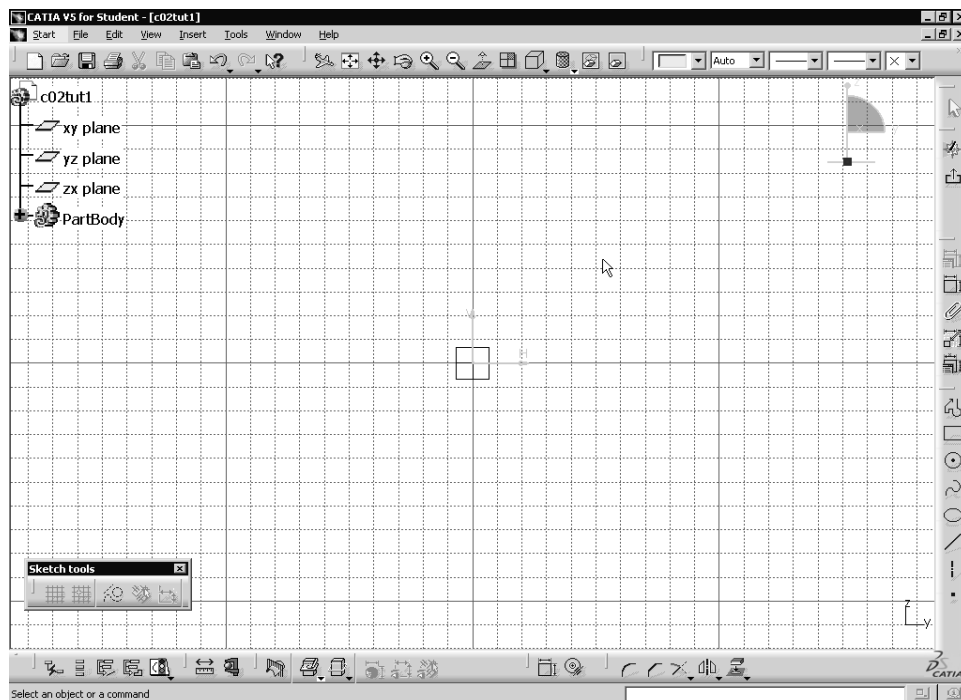 CATIA V5 for Student - [c02tut1]
Start File Edit View Insert Tools Window Help
Auto
c02tut1
xy plane
yz plane
zx plane
PartBody
V
H
Sketch tools
z
y
CATIA
Select an object or a command